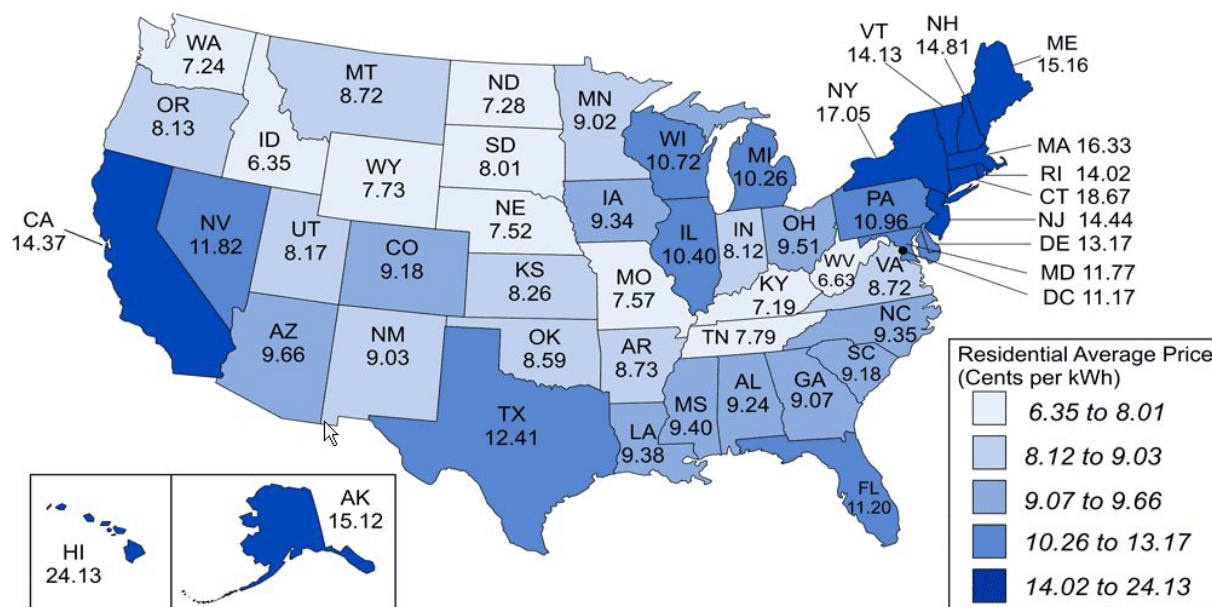 WA
7.24
OR
8.13
ID
6.35
MT
8.72
WY
7.73
ND
7.28
SD
8.01
NE
7.52
MN
9.02
IA
9.34
WI
10.72
MI
10.26
IL
10.40
IN
8.12
OH
9.51
PA
10.96
NY
17.05
VT
14.13
NH
14.81
ME
15.16
MA 16.33
RI 14.02
CT 18.67
NJ 14.44
DE 13.17
MD 11.77
DC 11.17
CA
14.37
NV
11.82
UT
8.17
CO
9.18
KS
8.26
MO
7.57
KY
7.19
WV
6.63
VA
8.72
NC
9.35
SC
9.18
TN 7.79
AZ
9.66
NM
9.03
OK
8.59
AR
8.73
TX
12.41
LA
9.38
MS
9.40
AL
9.24
GA
9.07
FL
11.20
HI
24.13
AK
15.12
Residential Average Price
(Cents per kWh)
6.35 to 8.01
8.12 to 9.03
9.07 to 9.66
10.26 to 13.17
14.02 to 24.13